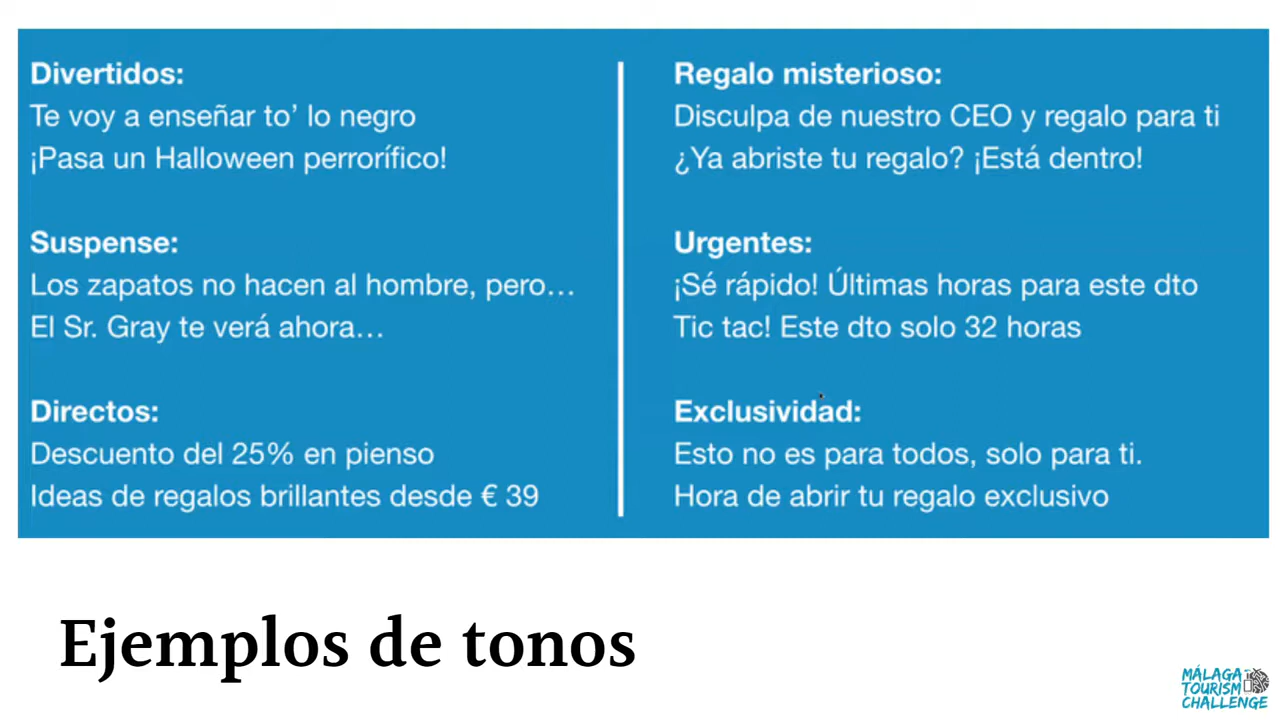 Divertidos:
Te voy a enseñar to’ lo negro
¡Pasa un Halloween perrorífico!
Suspense:
Los zapatos no hacen al hombre, pero…
El Sr. Gray te verá ahora…
Directos:
Descuento del 25% en pienso
Ideas de regalos brillantes desde € 39
Regalo misterioso:
Disculpa de nuestro CEO y regalo para ti
¿Ya abriste tu regalo? ¡Está dentro!
Urgentes:
¡Sé rápido! Últimas horas para este dto
Tic tac! Este dto solo 32 horas
Exclusividad:
Esto no es para todos, solo para ti.
Hora de abrir tu regalo exclusivo
Ejemplos de tonos
MÁLAGA
TOURISM
CHALLENGE